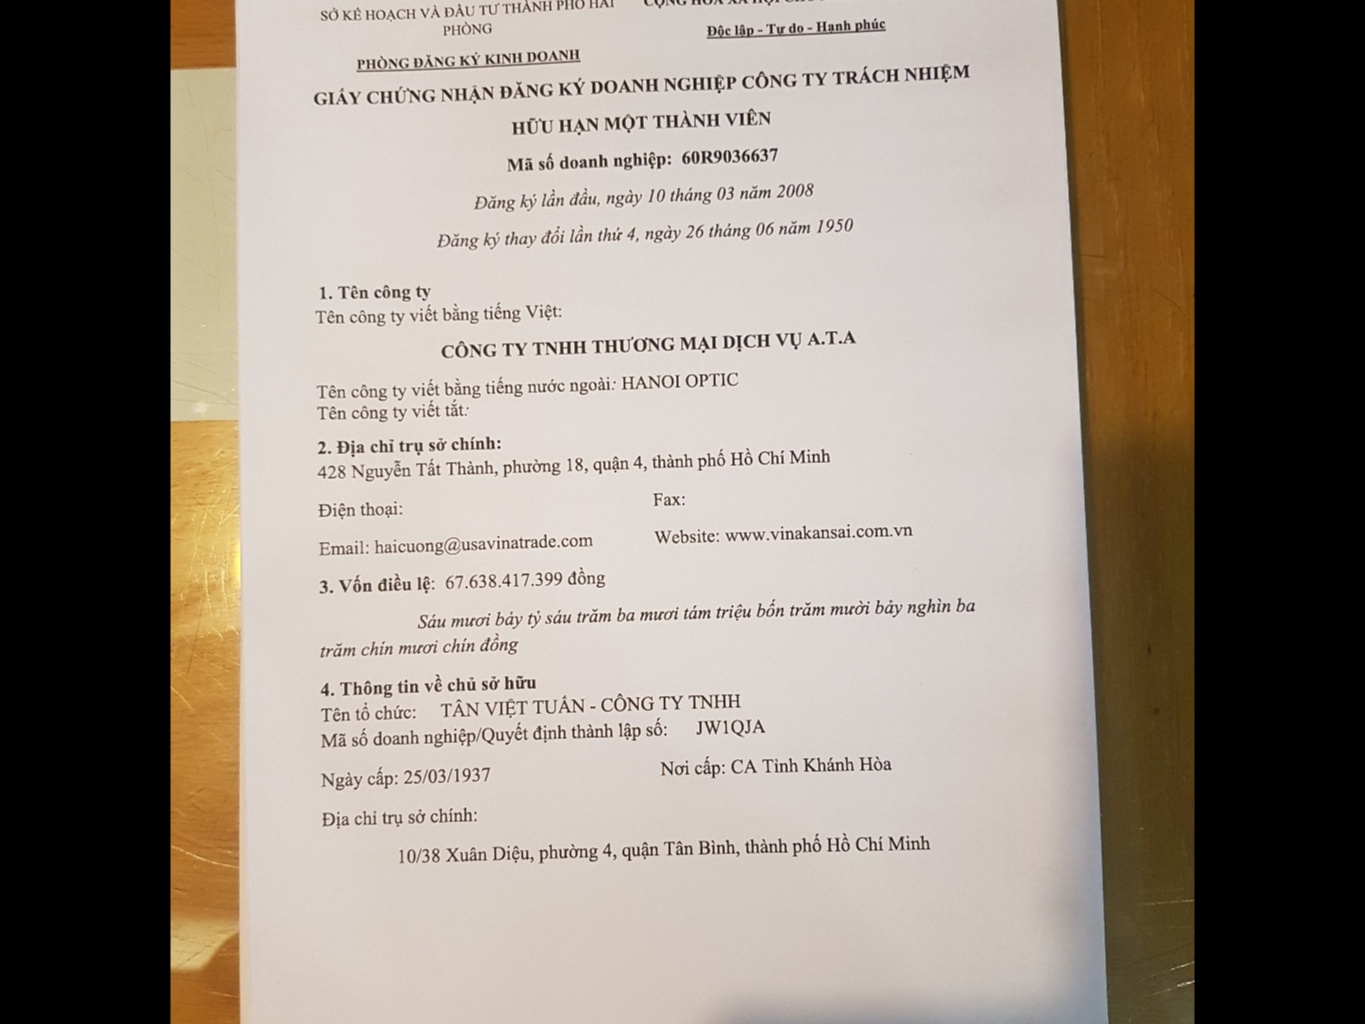 SỞ KẾ HOẠCH VÀ ĐẦU TƯ THÀNH PHỐ HẢI
PHÒNG
PHÒNG ĐĂNG KÝ KINH DOANH
CỘNG HÒA XÃ HỘI
Độc lập - Tự do - Hạnh phúc
GIẤY CHỨNG NHẬN ĐĂNG KÝ DOANH NGHIỆP CÔNG TY TRÁCH NHIỆM
HỮU HẠN MỘT THÀNH VIÊN
Mã số doanh nghiệp: 60R9036637
Đăng ký lần đầu, ngày 10 tháng 03 năm 2008
Đăng ký thay đổi lần thứ 4, ngày 26 tháng 06 năm 1950
1. Tên công ty
Tên công ty viết bằng tiếng Việt:
CÔNG TY TNHH THƯƠNG MẠI DỊCH VỤ A.T.A
Tên công ty viết bằng tiếng nước ngoài: HANOI OPTIC
Tên công ty viết tắt:
2. Địa chỉ trụ sở chính:
428 Nguyễn Tất Thành, phường 18, quận 4, thành phố Hồ Chí Minh
Điện thoại: Fax:
Email: haicuong@usavinatrade.com Website: www.vinakansai.com.vn
3. Vốn điều lệ: 67.638.417.399 đồng
Sáu mươi bảy tỷ sáu trăm ba mươi tám triệu bốn trăm mười bảy nghìn ba
trăm chín mươi chín đồng
4. Thông tin về chủ sở hữu
Tên tổ chức: TÂN VIỆT TUẤN - CÔNG TY TNHH
Mã số doanh nghiệp/Quyết định thành lập số: JW1QJA
Ngày cấp: 25/03/1937 Nơi cấp: CA Tỉnh Khánh Hòa
Địa chỉ trụ sở chính:
10/38 Xuân Diệu, phường 4, quận Tân Bình, thành phố Hồ Chí Minh